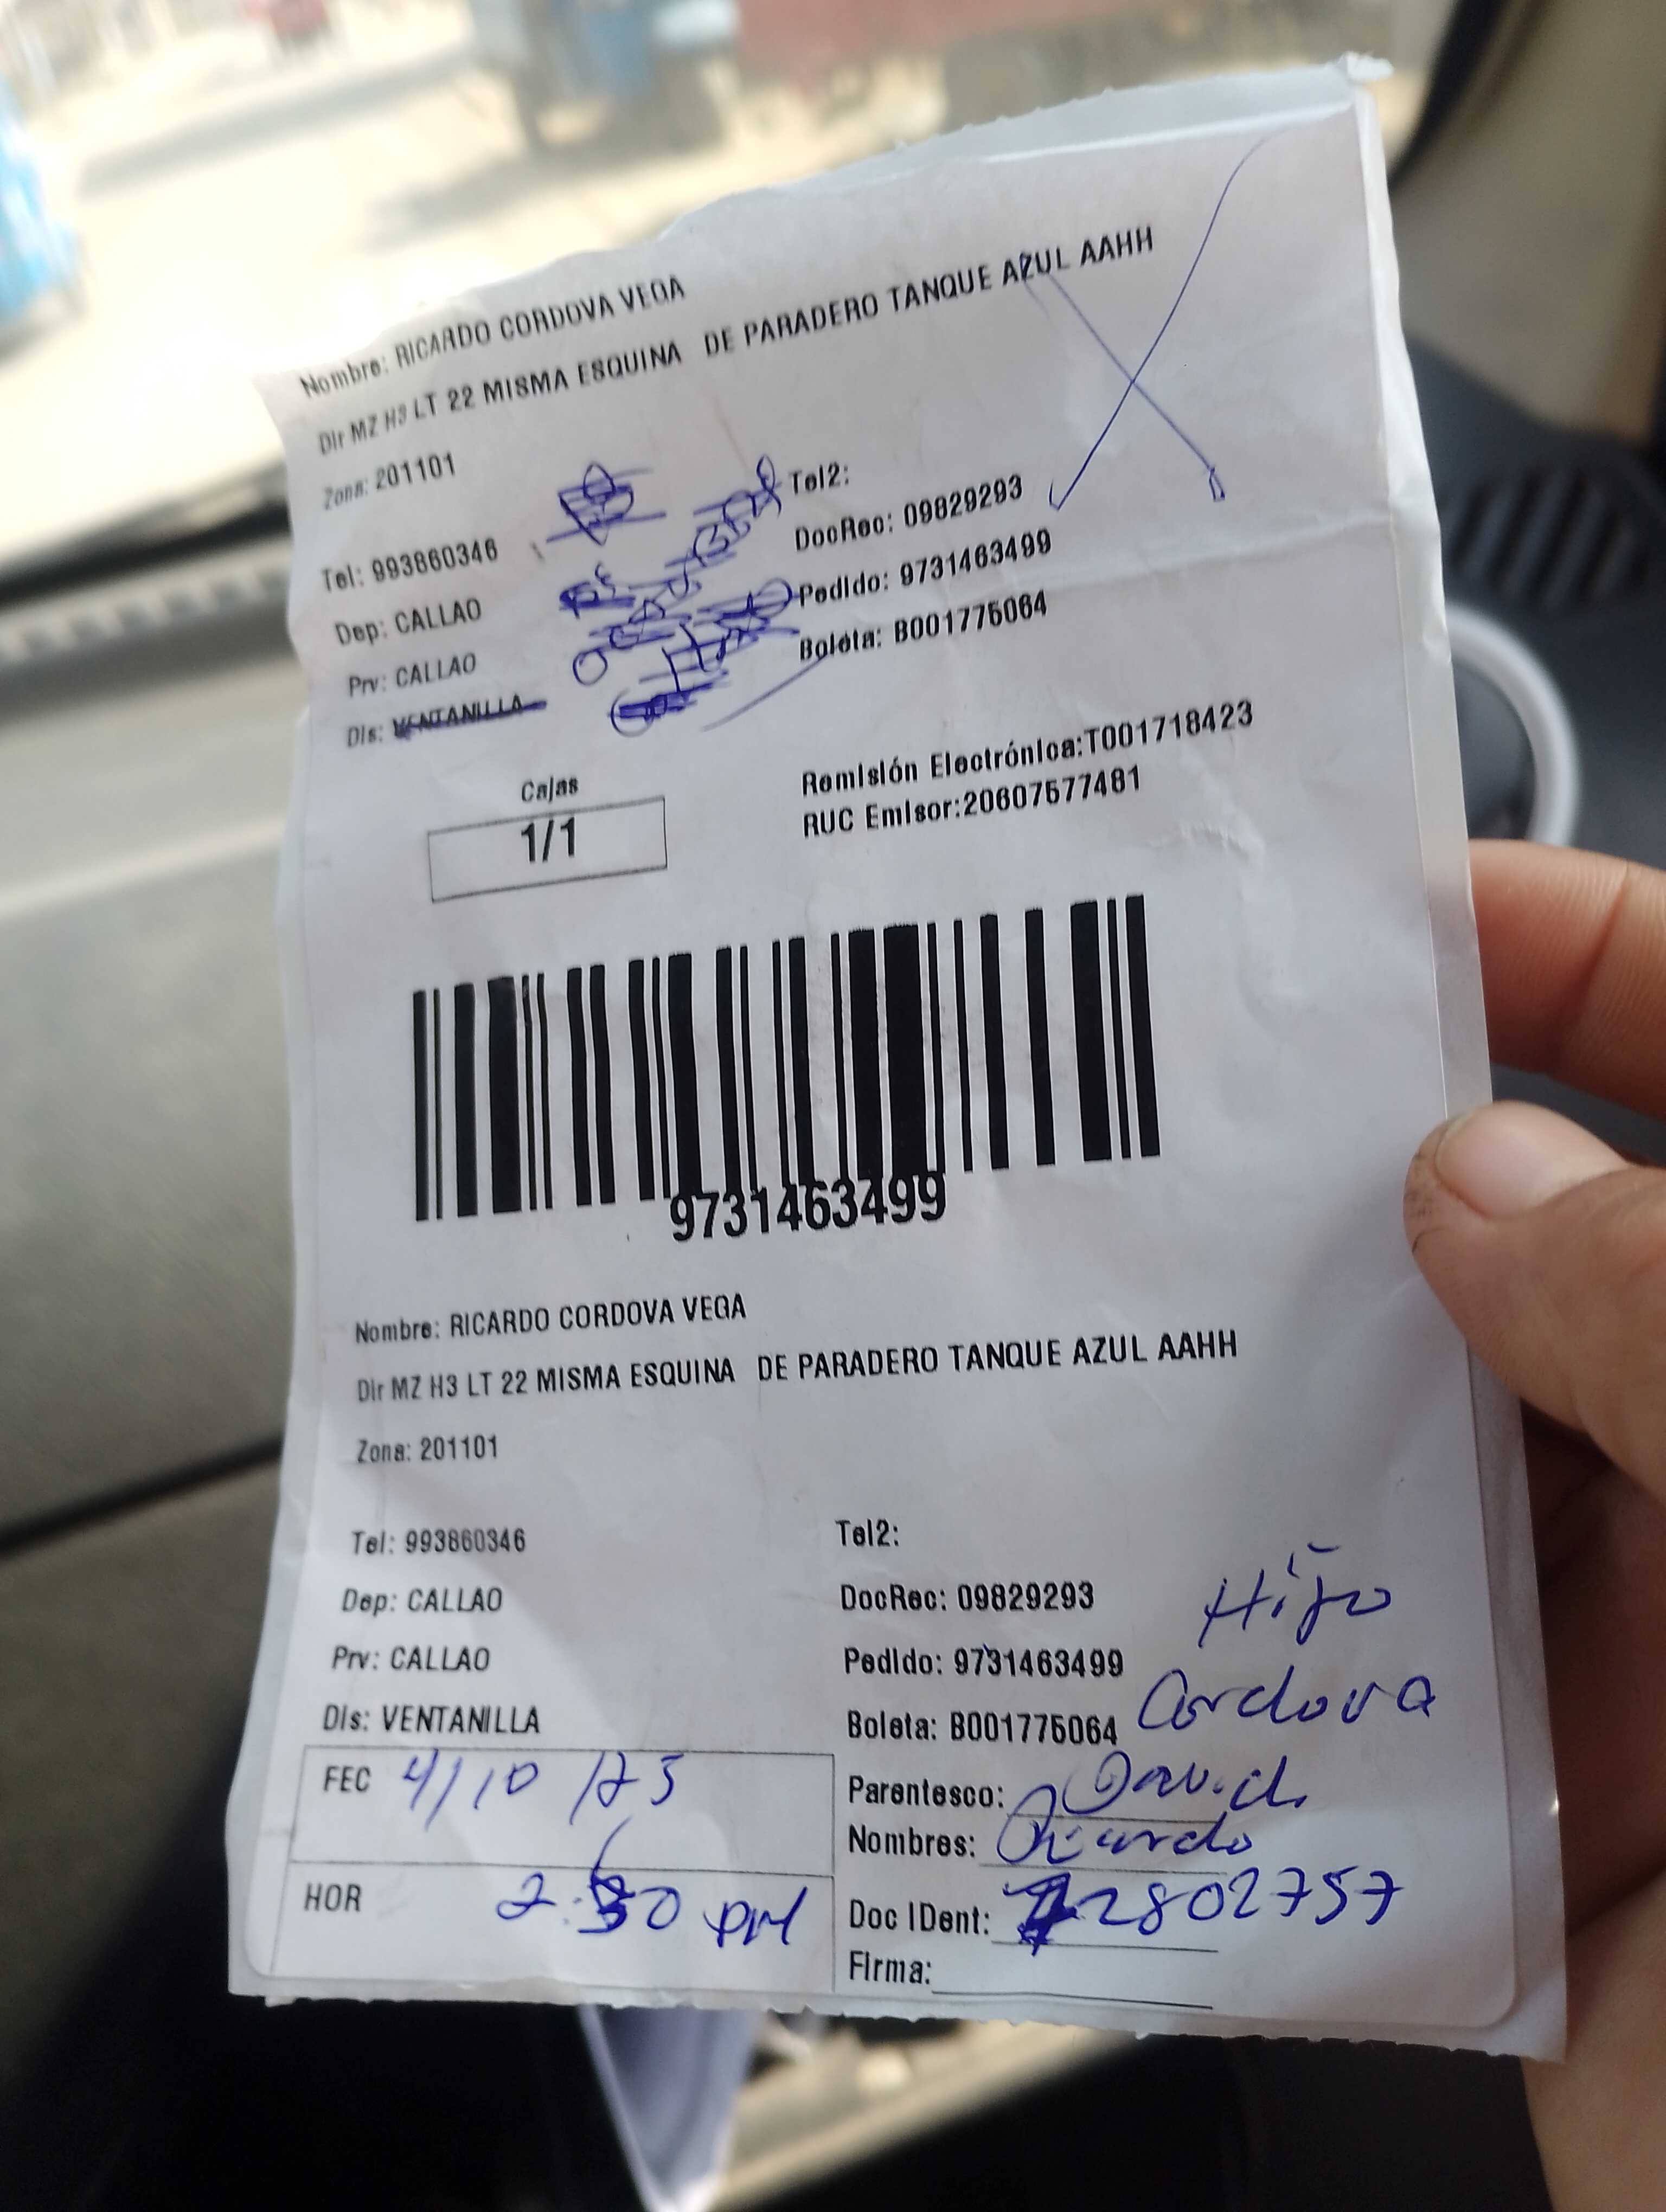 Nombre: RICARDO CORDOVA VEGA
Dir MZ H3 LT 22 MISMA ESQUINA DE PARADERO TANQUE AZUL AAHH
Zona: 201101
Tel: 993860346
Tel2:
Dep: CALLAO
DocRec: 09829293
Prv: CALLAO
Pedido: 9731463499
Dis: VENTANILLA
Boleta: B001775064
Cajas
1/1
Remisión Electrónica:T001718423
RUC Emisor:20607577481
9731463499
Nombre: RICARDO CORDOVA VEGA
Dir MZ H3 LT 22 MISMA ESQUINA DE PARADERO TANQUE AZUL AAHH
Zona: 201101
Tel: 993860346
Tel2:
Dep: CALLAO
DocRec: 09829293
Hijo
Prv: CALLAO
Pedido: 9731463499
Cordova
Dis: VENTANILLA
Boleta: B001775064
FEC 4/10/23
Parentesco: David
Nombres: Ricardo
HOR PM
Doc IDent: 72802757
Firma: